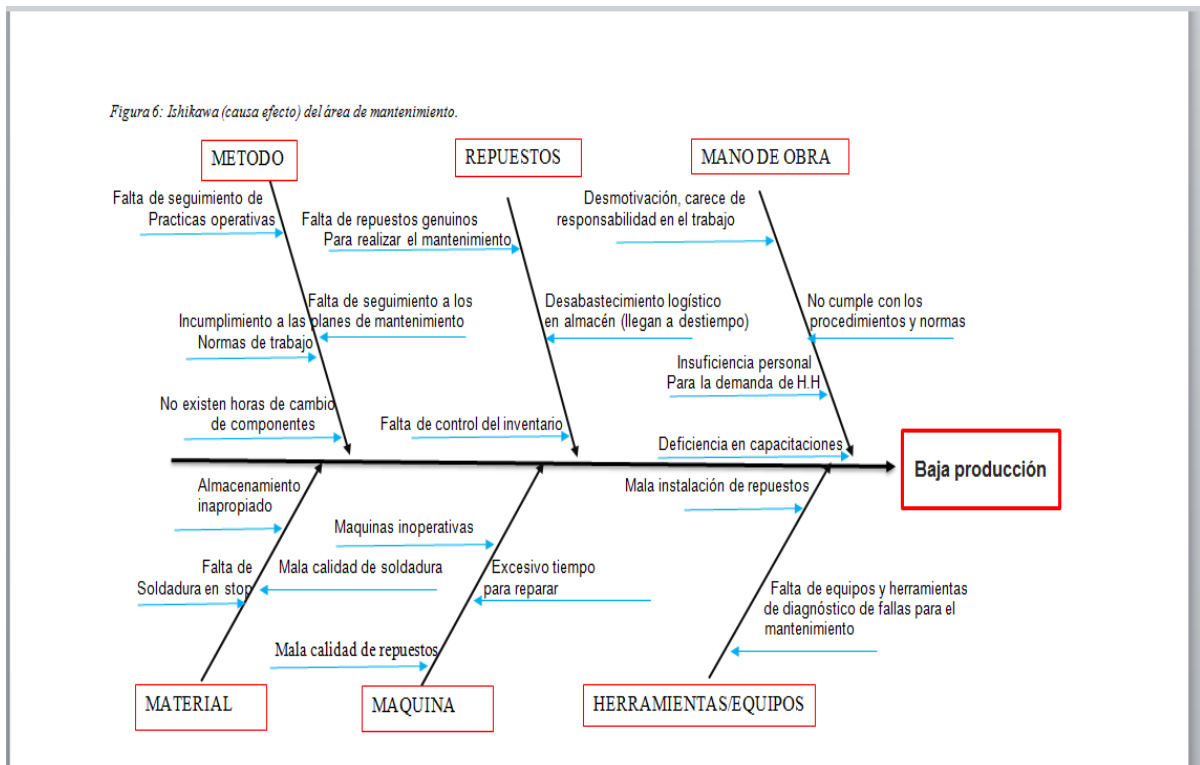 Figura 6: Ishikawa (causa efecto) del área de mantenimiento.
METODO
REPUESTOS
MANO DE OBRA
Falta de seguimiento de
Practicas operativas
Falta de seguimiento a los
planes de mantenimiento
Incumplimiento a las
Normas de trabajo
No existen horas de cambio
de componentes
Falta de repuestos genuinos
Para realizar el mantenimiento
Desabastecimiento logístico
en almacén (llegan a destiempo)
Falta de control del inventario
Desmotivación, carece de
responsabilidad en el trabajo
No cumple con los
procedimientos y normas
Insuficiencia personal
Para la demanda de H.H
Deficiencia en capacitaciones
Baja producción
Almacenamiento
inapropiado
Falta de
Soldadura en stop
Mala calidad de soldadura
Maquinas inoperativas
Excesivo tiempo
para reparar
Mala calidad de repuestos
Mala instalación de repuestos
Falta de equipos y herramientas
de diagnóstico de fallas para el
mantenimiento
MATERIAL
MAQUINA
HERRAMIENTAS/EQUIPOS